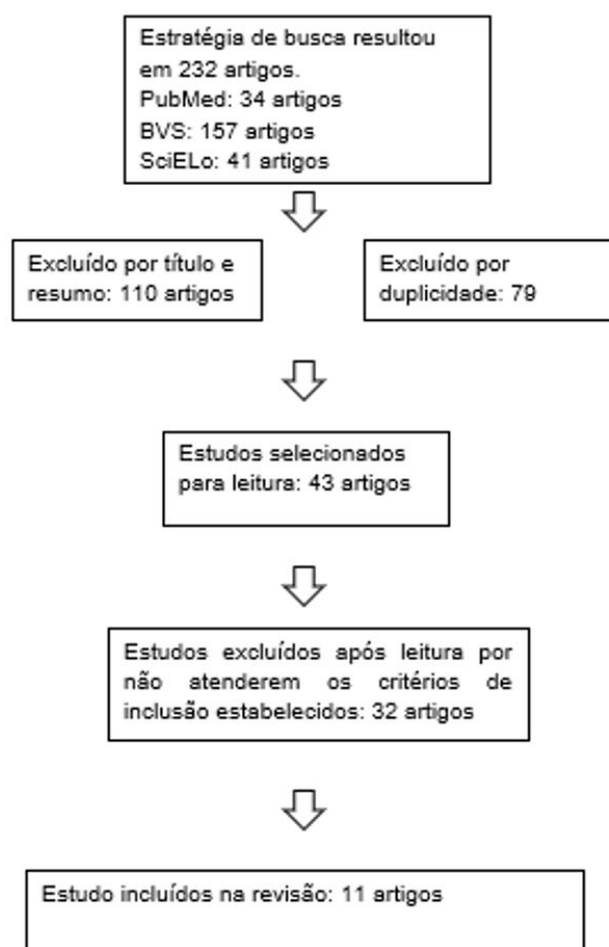 Estratégia de busca resultou
em 232 artigos.
PubMed: 34 artigos
BVS: 157 artigos
SciELo: 41 artigos
Excluído por título e
resumo: 110 artigos
Excluído por
duplicidade: 79
Estudos selecionados
para leitura: 43 artigos
Estudos excluídos após leitura por
não atenderem os critérios de
inclusão estabelecidos: 32 artigos
Estudo incluídos na revisão: 11 artigos